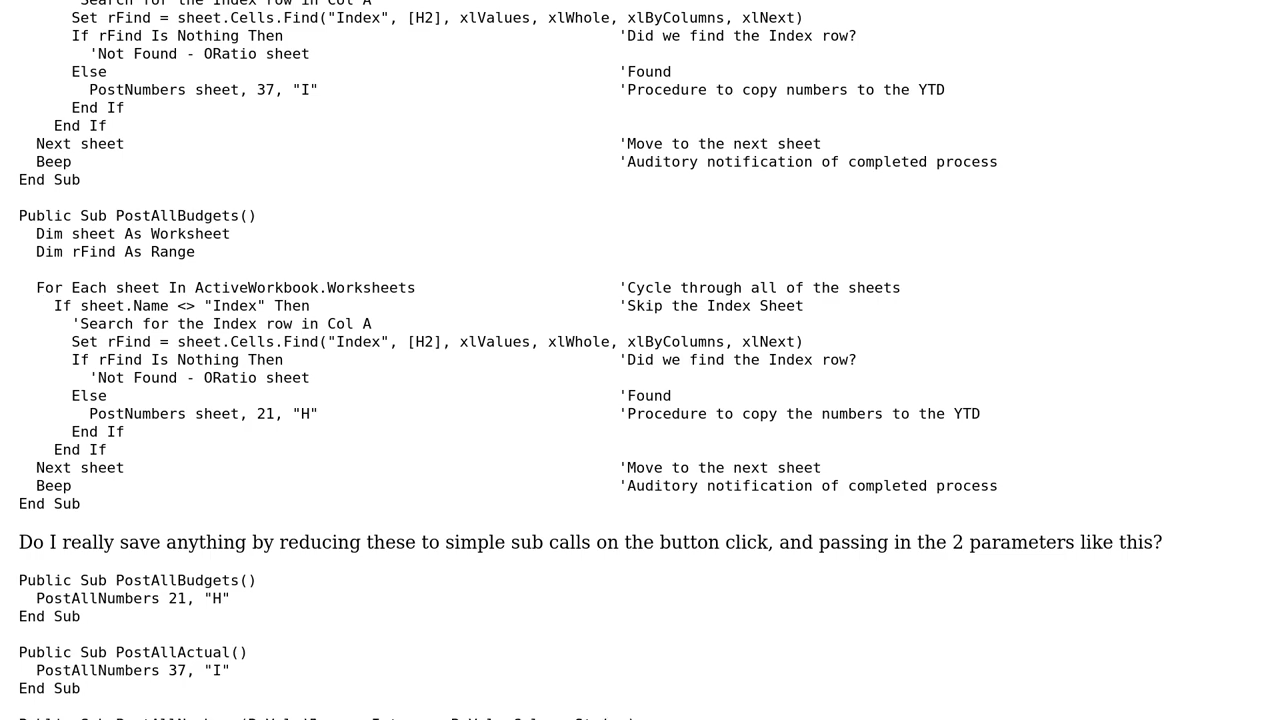 'Search for the Index row in Col A
Set rFind = sheet.Cells.Find("Index", [H2], xlValues, xlWhole, xlByColumns, xlNext)
If rFind Is Nothing Then 'Did we find the Index row?
'Not Found - ORatio sheet
Else 'Found
PostNumbers sheet, 37, "I" 'Procedure to copy numbers to the YTD
End If
End If
Next sheet 'Move to the next sheet
Beep 'Auditory notification of completed process
End Sub
Public Sub PostAllBudgets()
Dim sheet As Worksheet
Dim rFind As Range
For Each sheet In ActiveWorkbook.Worksheets 'Cycle through all of the sheets
If sheet.Name <> "Index" Then 'Skip the Index Sheet
'Search for the Index row in Col A
Set rFind = sheet.Cells.Find("Index", [H2], xlValues, xlWhole, xlByColumns, xlNext)
If rFind Is Nothing Then 'Did we find the Index row?
'Not Found - ORatio sheet
Else 'Found
PostNumbers sheet, 21, "H" 'Procedure to copy the numbers to the YTD
End If
End If
Next sheet 'Move to the next sheet
Beep 'Auditory notification of completed process
End Sub
Do I really save anything by reducing these to simple sub calls on the button click, and passing in the 2 parameters like this?
Public Sub PostAllBudgets()
PostAllNumbers 21, "H"
End Sub
Public Sub PostAllActual()
PostAllNumbers 37, "I"
End Sub